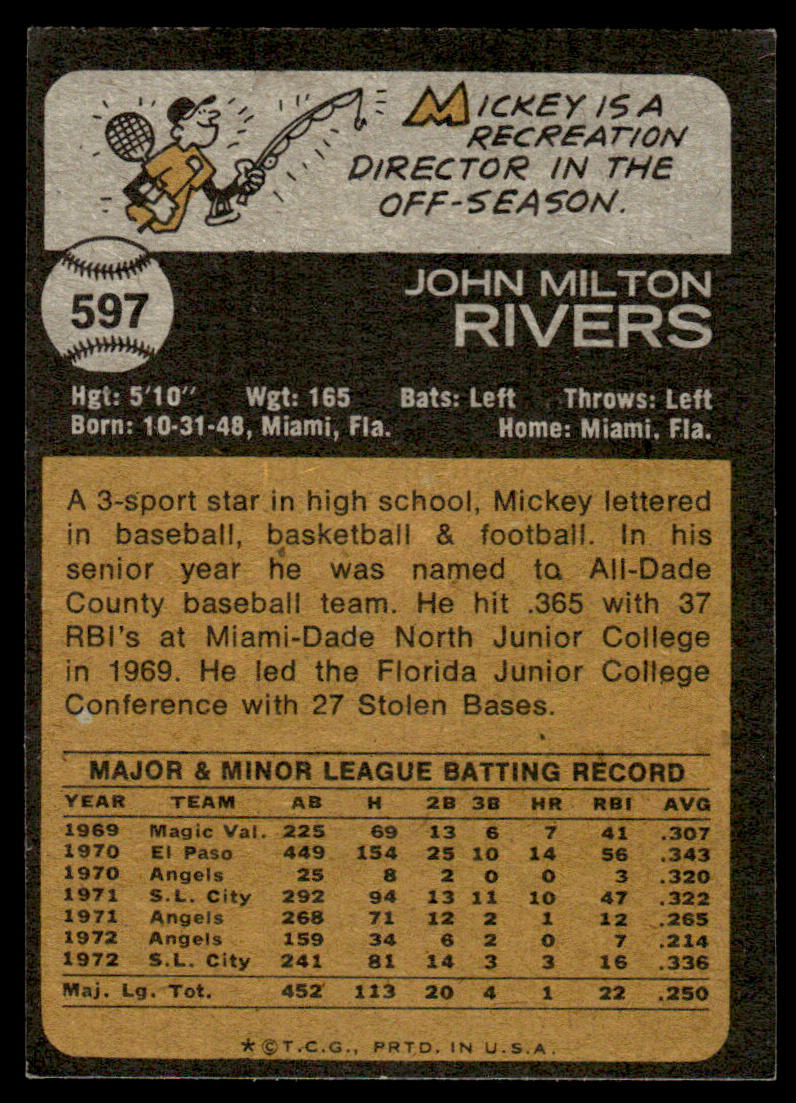 MICKEY IS A
RECREATION
DIRECTOR IN THE
OFF-SEASON.
597
JOHN MILTON
RIVERS
Hgt: 5'10" Wgt: 165 Bats: Left Throws: Left
Born: 10-31-48, Miami, Fla. Home: Miami, Fla.
A 3-sport star in high school, Mickey lettered
in baseball, basketball & football. In his
senior year he was named to All-Dade
County baseball team. He hit .365 with 37
RBI's at Miami-Dade North Junior College
in 1969. He led the Florida Junior College
Conference with 27 Stolen Bases.
MAJOR & MINOR LEAGUE BATTING RECORD
YEAR TEAM AB H 2B 3B HR RBI AVG
1969 Magic Val. 225 69 13 6 7 41 .307
1970 El Paso 449 154 25 10 14 56 .343
1970 Angels 25 8 2 0 0 3 .320
1971 S.L. City 292 94 13 11 10 47 .322
1971 Angels 268 71 12 2 1 12 .265
1972 Angels 159 34 6 2 0 7 .214
1972 S.L. City 241 81 14 3 3 16 .336
Maj. Lg. Tot. 452 113 20 4 1 22 .250
*©T.C.G., PRTD. IN U.S.A.